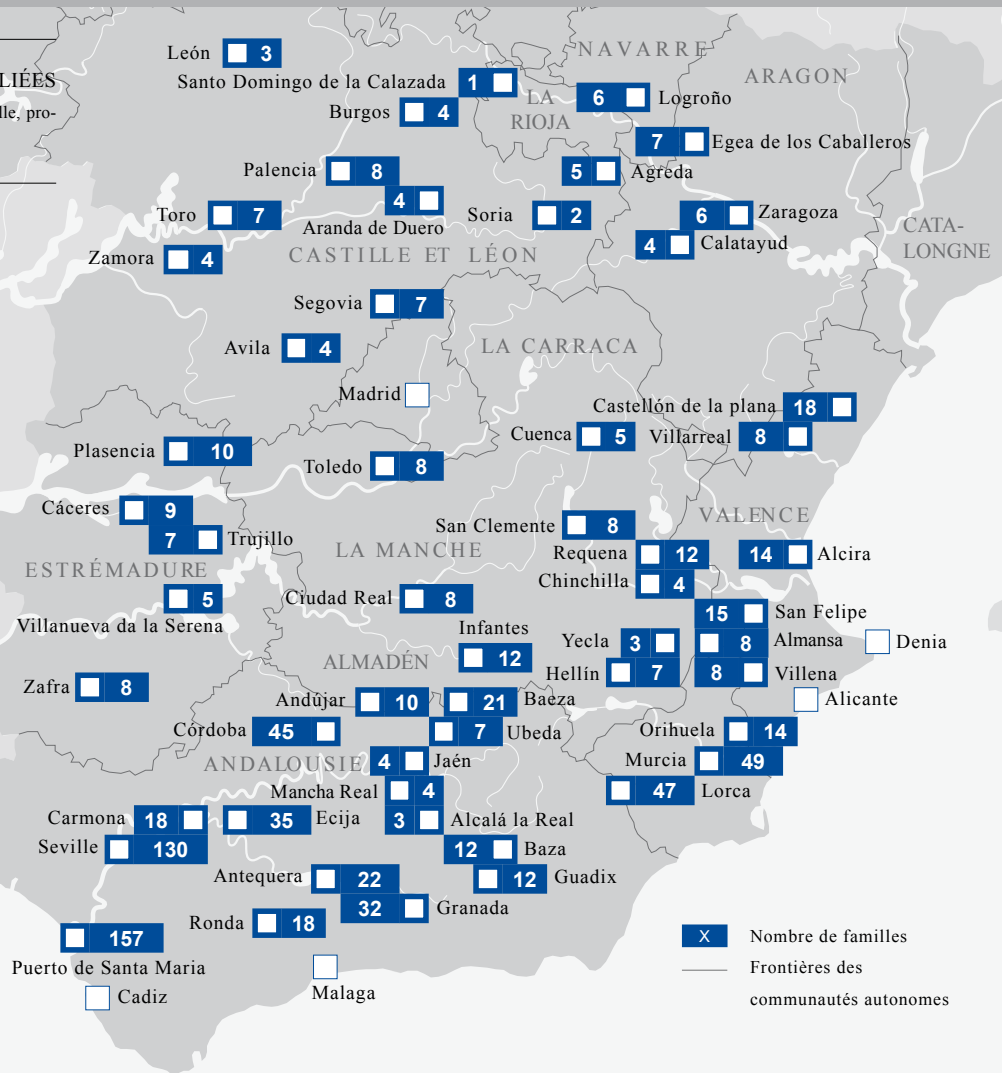 LIÉES
lle, pro-
León 3
NAVARRE
Santo Domingo de la Calazada 1
ARAGON
6 Logroño
LA
RIOJA
Burgos 4
7 Egea de los Caballeros
Palencia 8
5 Agreda
4
Aranda de Duero
Toro 7
Soria 2
6 Zaragoza
CATA-
LONGNE
4 Calatayud
Zamora 4
CASTILLE ET LÉON
Segovia 7
Avila 4
LA CARRACA
Madrid
Castellón de la plana 18
Cuenca 5
Villarreal 8
Plasencia 10
Toledo 8
Cáceres 9
7 Trujillo
San Clemente 8
VALENCE
LA MANCHE
Requena 12
14 Alcira
ESTRÉMADURE
Chinchilla 4
5
Villanueva da la Serena
Ciudad Real 8
15 San Felipe
Infantes
12
Yecla 3
8 Almansa
Denia
ALMADÉN
Hellín 7
8 Villena
Zafra 8
Andújar 10
21 Baeza
Alicante
Córdoba 45
7 Ubeda
Orihuela 14
ANDALOUSIE
4 Jaén
Murcia 49
Mancha Real 4
47 Lorca
Carmona 18
35 Ecija
3 Alcalá la Real
Seville 130
12 Baza
Antequera 22
12 Guadix
32 Granada
Ronda 18
157
Puerto de Santa Maria
Cadiz
Malaga
X Nombre de familles
Frontières des
communautés autonomes